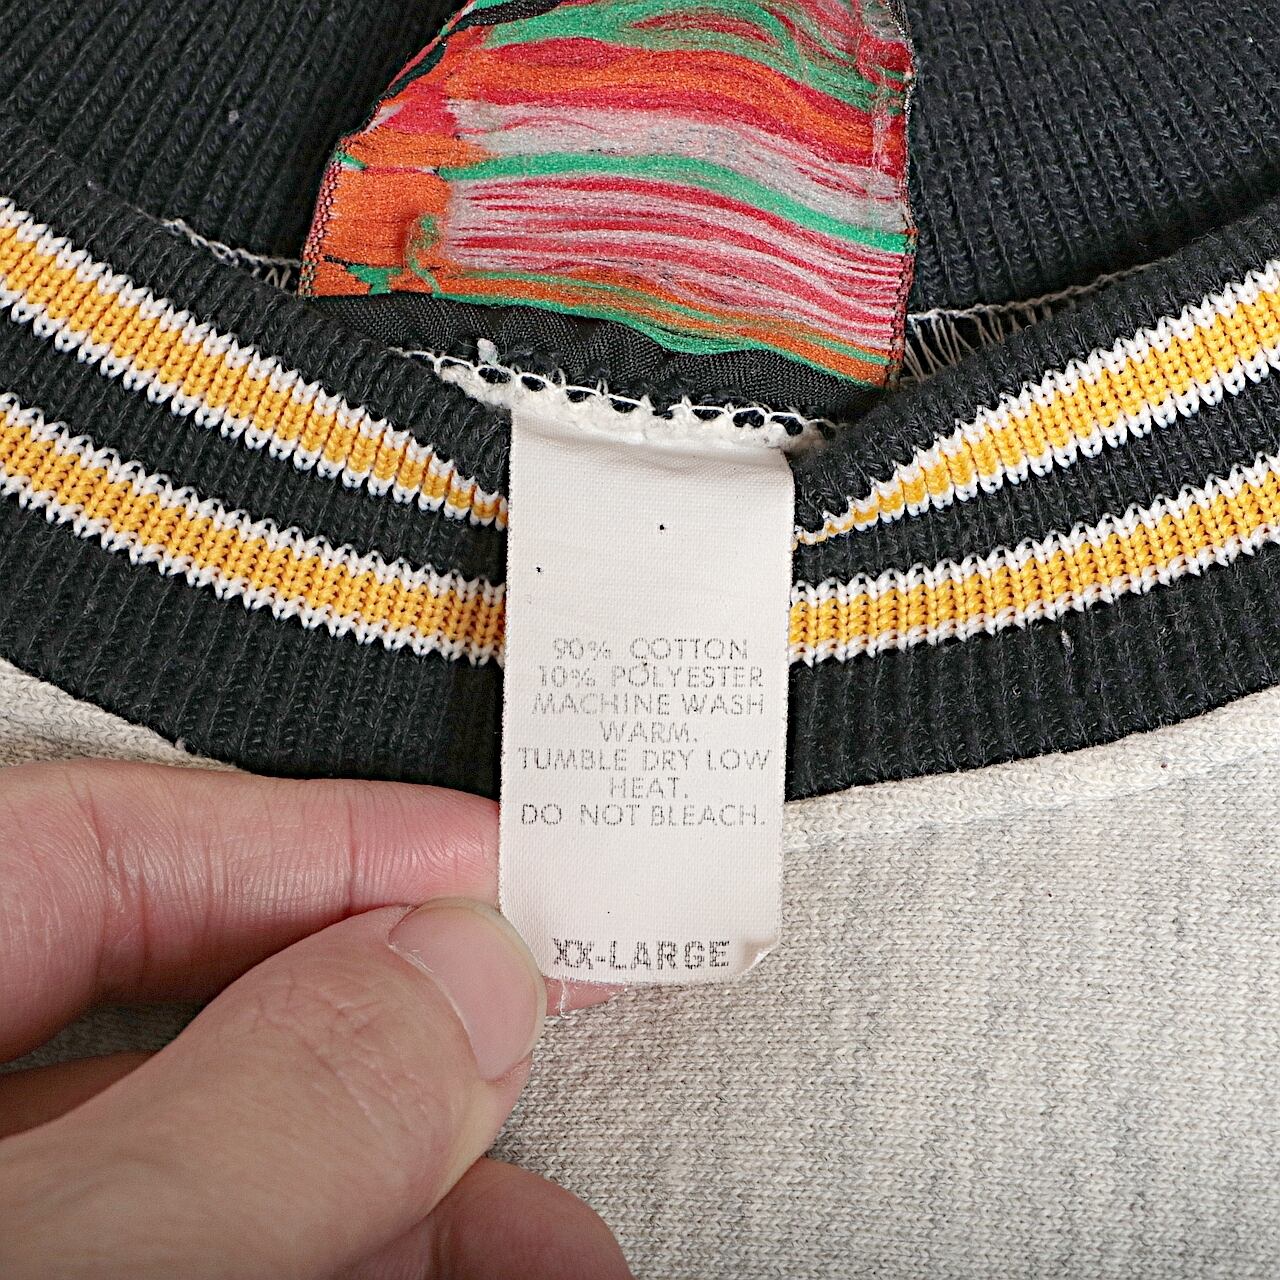 90% COTTON
10% POLYESTER
MACHINE WASH
WARM.
TUMBLE DRY LOW
HEAT.
DO NOT BLEACH.
XX-LARGE